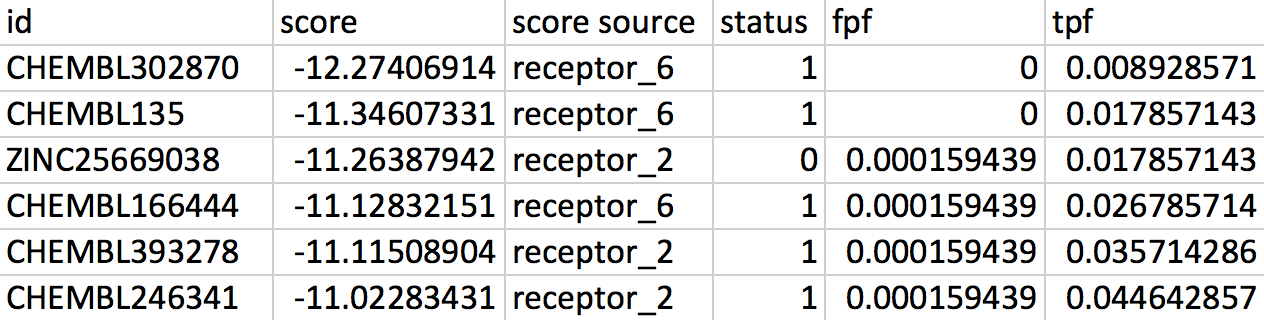 id score score source status fpf tpf
CHEMBL302870 -12.27406914 receptor_6 1 0 0.008928571
CHEMBL135 -11.34607331 receptor_6 1 0 0.017857143
ZINC25669038 -11.26387942 receptor_2 0 0.000159439 0.017857143
CHEMBL166444 -11.12832151 receptor_6 1 0.000159439 0.026785714
CHEMBL393278 -11.11508904 receptor_2 1 0.000159439 0.035714286
CHEMBL246341 -11.02283431 receptor_2 1 0.000159439 0.044642857